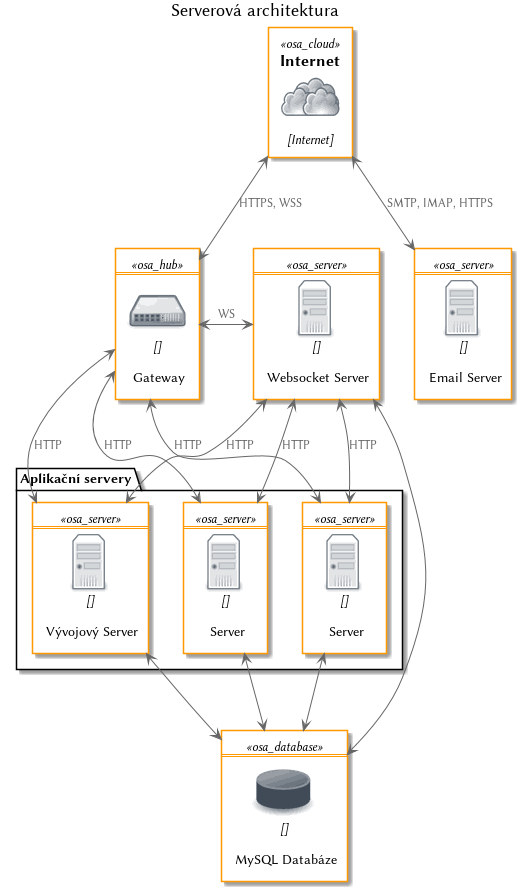 Serverová architektura
«osa_cloud»
Internet
[Internet]
HTTPS, WSS
SMTP, IMAP, HTTPS
«osa_hub»
[]
Gateway
WS
«osa_server»
[]
Websocket Server
«osa_server»
[]
Email Server
HTTP
HTTP
HTTP
HTTP
HTTP
HTTP
Aplikační servery
«osa_server»
[]
Vývojový Server
«osa_server»
[]
Server
«osa_server»
[]
Server
«osa_database»
[]
MySQL Databáze